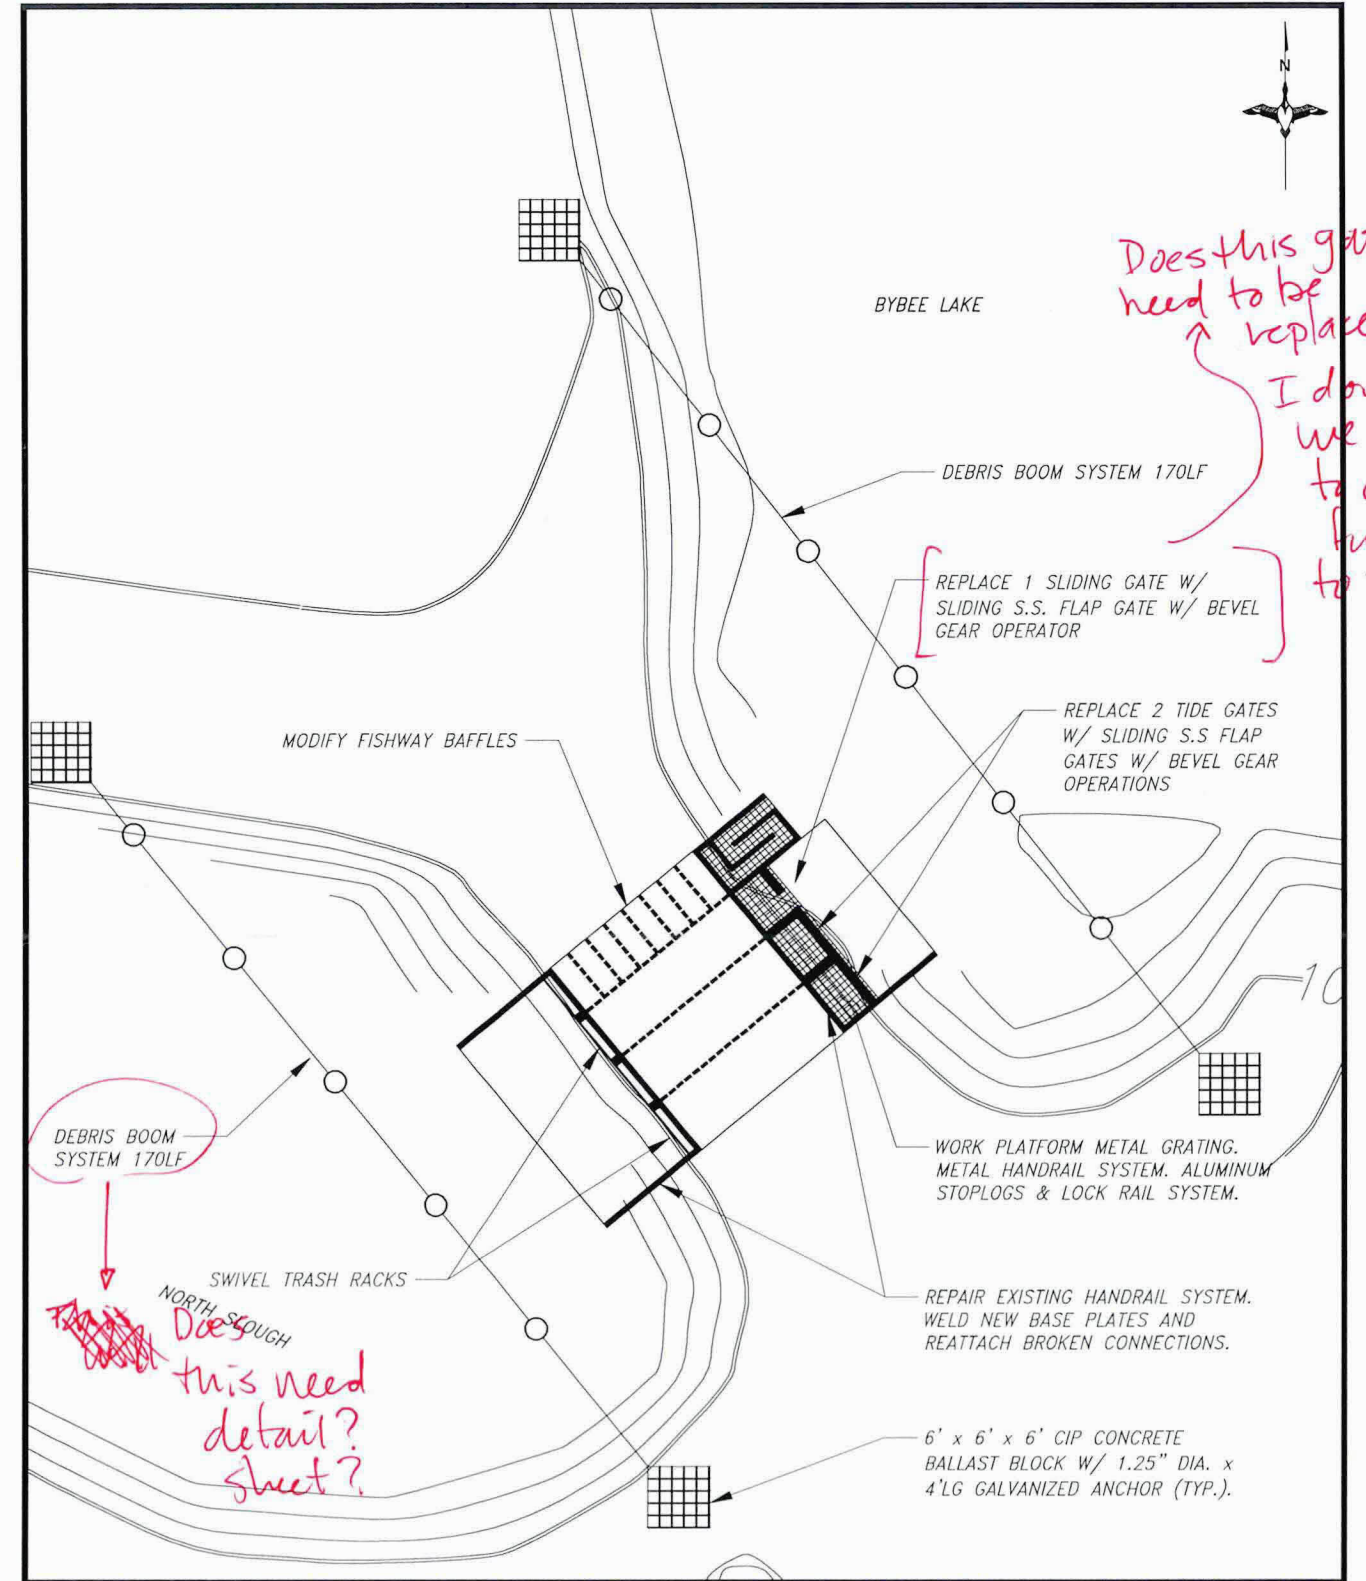 N
Does this
need to be
BYBEE LAKE
I
we
DEBRIS BOOM SYSTEM 170LF
to
REPLACE 1 SLIDING GATE W/
SLIDING S.S. FLAP GATE W/ BEVEL
GEAR OPERATOR
to
REPLACE 2 TIDE GATES
W/ SLIDING S.S FLAP
GATES W/ BEVEL GEAR
OPERATIONS
MODIFY FISHWAY BAFFLES
10
DEBRIS BOOM
SYSTEM 170LF
WORK PLATFORM METAL GRATING.
METAL HANDRAIL SYSTEM. ALUMINUM
STOPLOGS & LOCK RAIL SYSTEM.
SWIVEL TRASH RACKS
NORTH SLOUGH
Does
this need
detail?
sheet?
REPAIR EXISTING HANDRAIL SYSTEM.
WELD NEW BASE PLATES AND
REATTACH BROKEN CONNECTIONS.
6' x 6' x 6' CIP CONCRETE
BALLAST BLOCK W/ 1.25" DIA. x
4'LG GALVANIZED ANCHOR (TYP.).